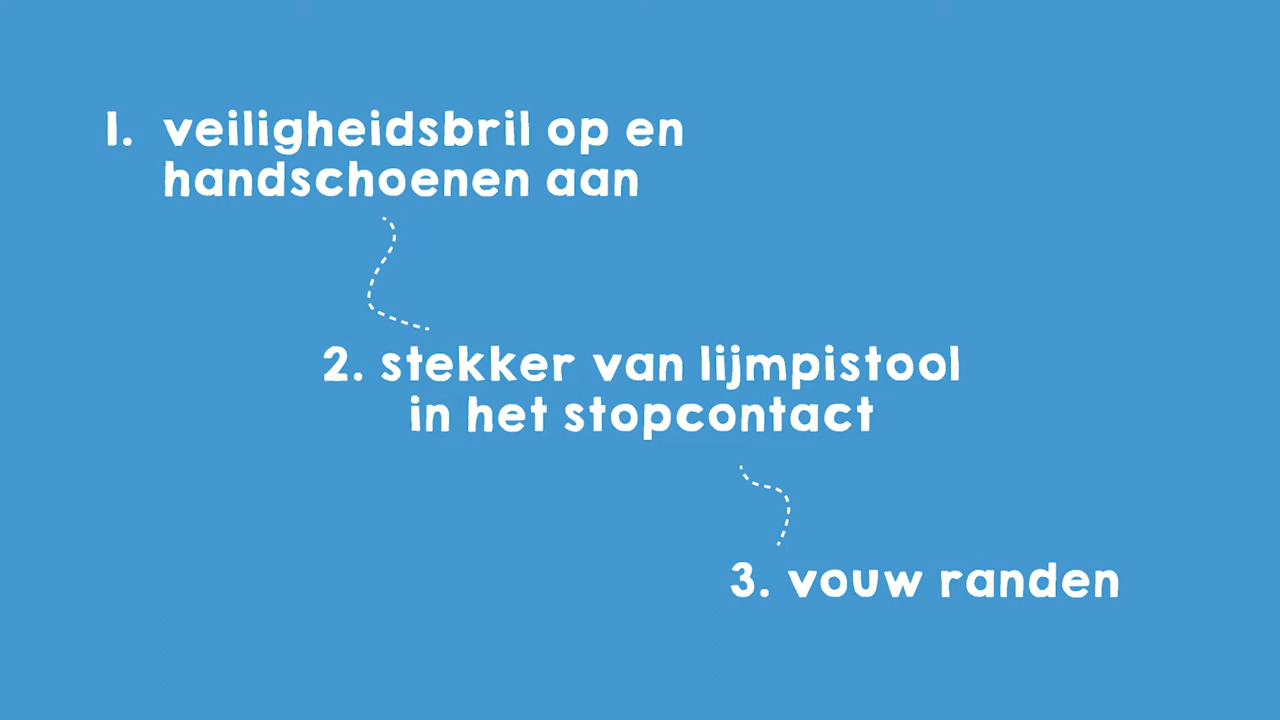 1. veiligheidsbril op en
handschoenen aan
2. stekker van lijmpistool
in het stopcontact
3. vouw randen